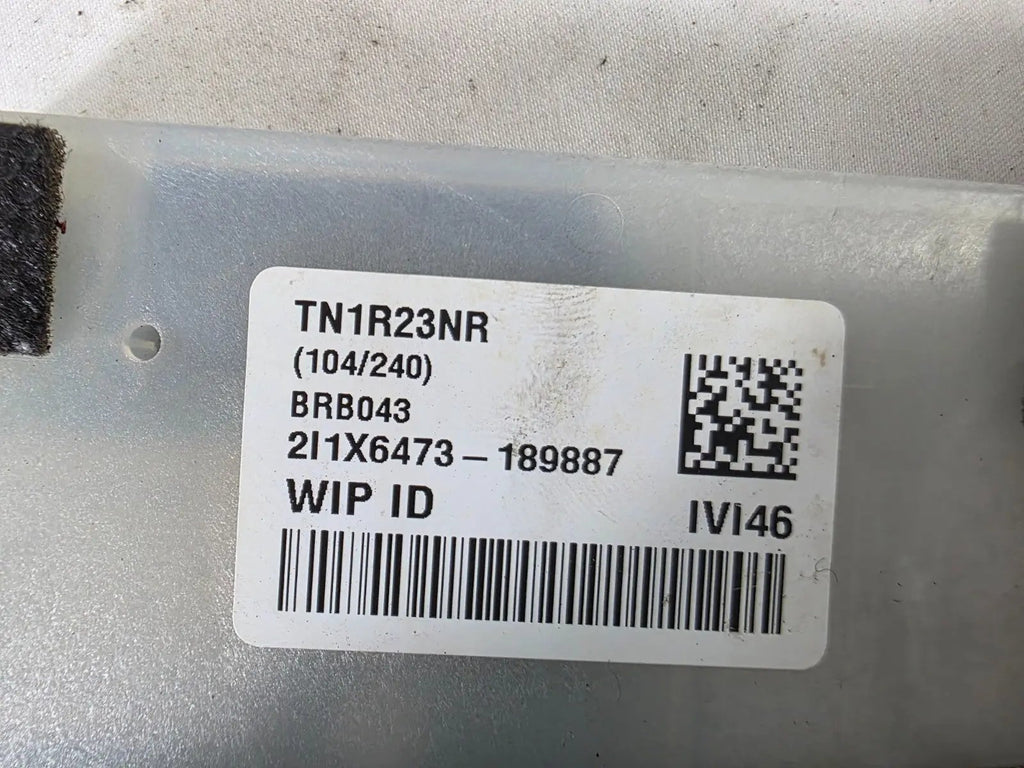 TN1R23NR
(104/240)
BRB043
2I1X6473-189887
WIP ID
IVI46